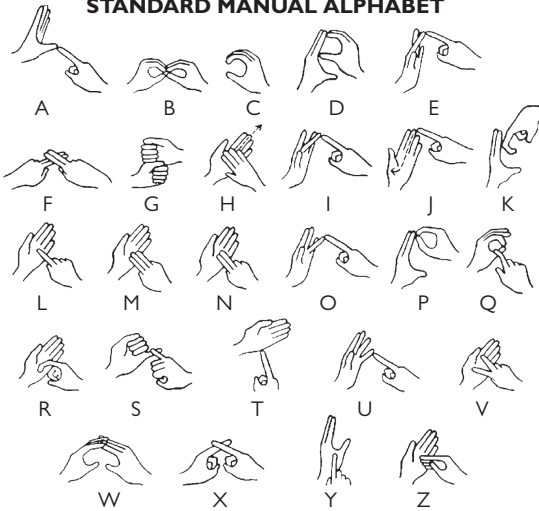 STANDARD MANUAL ALPHABET
A B C D E
F G H I J K
L M N O P Q
R S T U V
W X Y Z